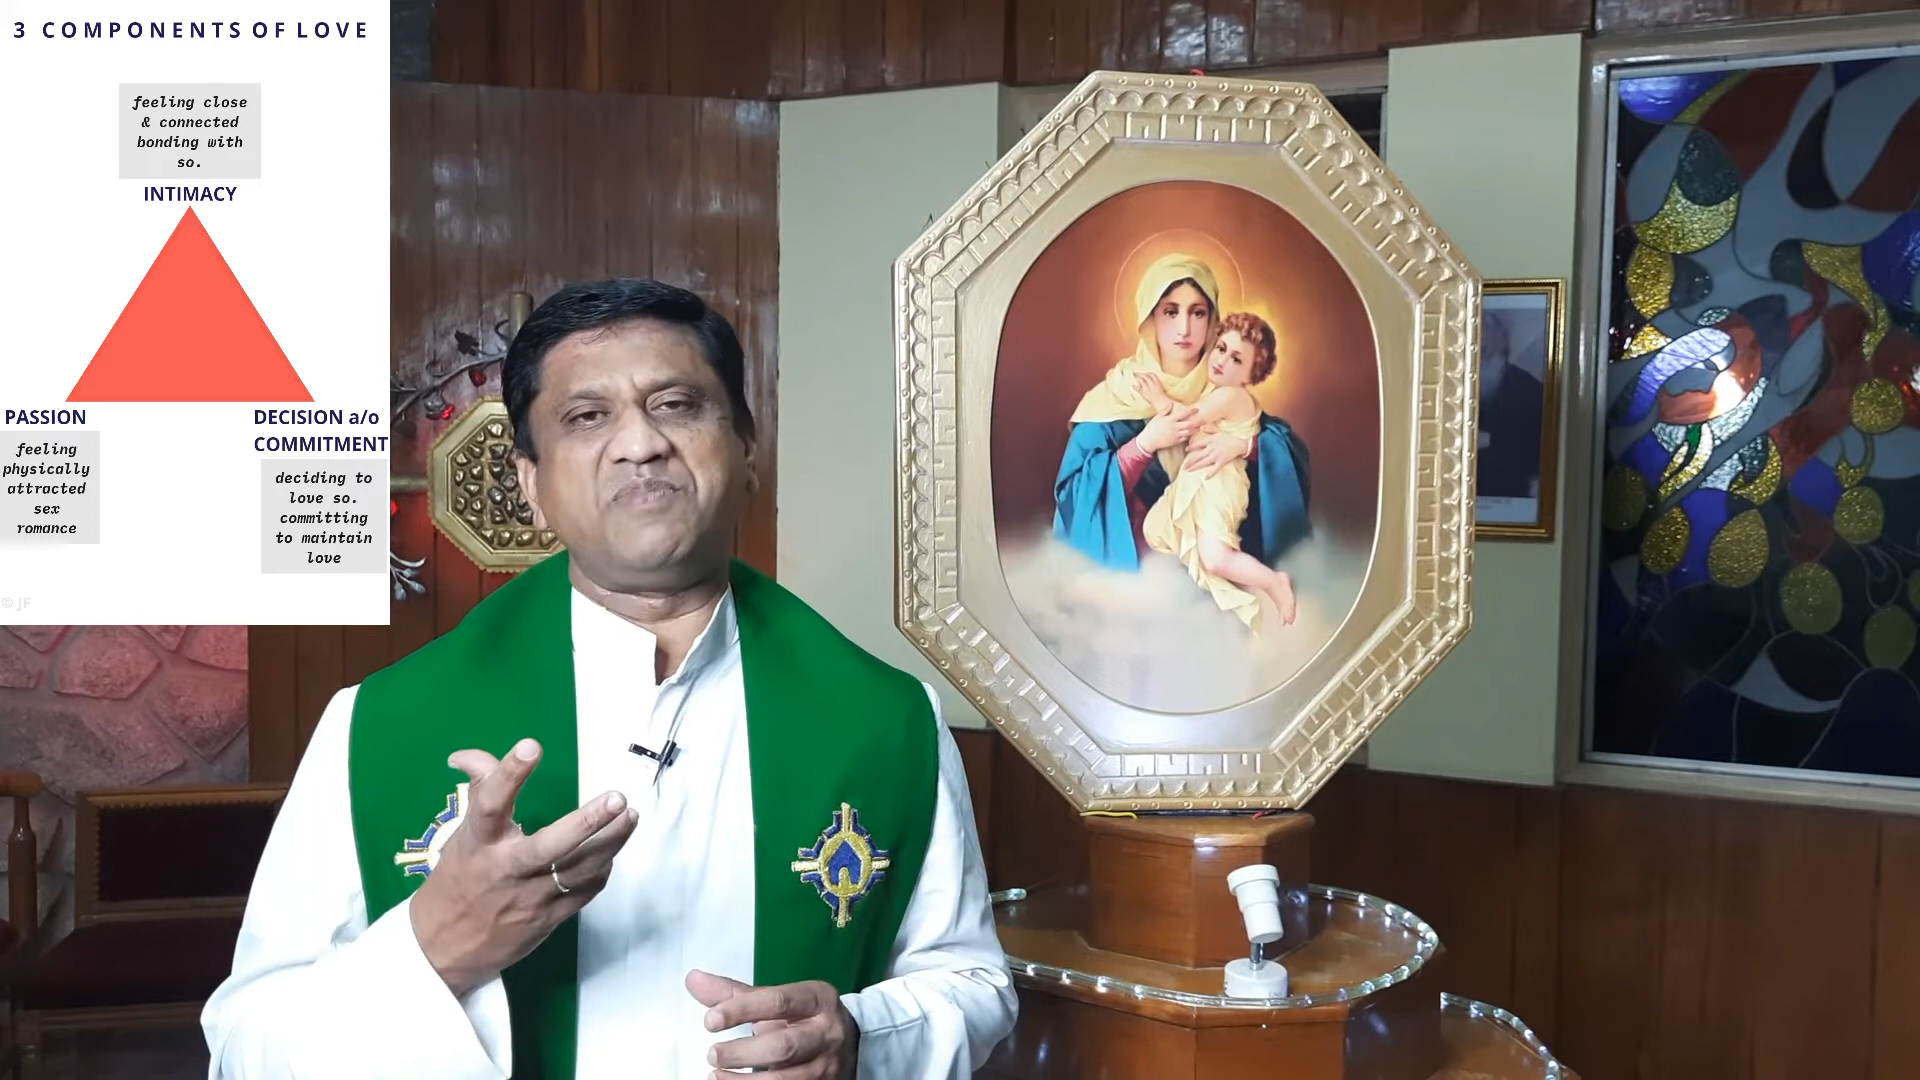 3 COMPONENTS OF LOVE
feeling close
& connected
bonding with
so.
INTIMACY
PASSION
feeling
physically
attracted
sex
romance
DECISION a/o
COMMITMENT
deciding to
love so.
committing
to maintain
love
© JF